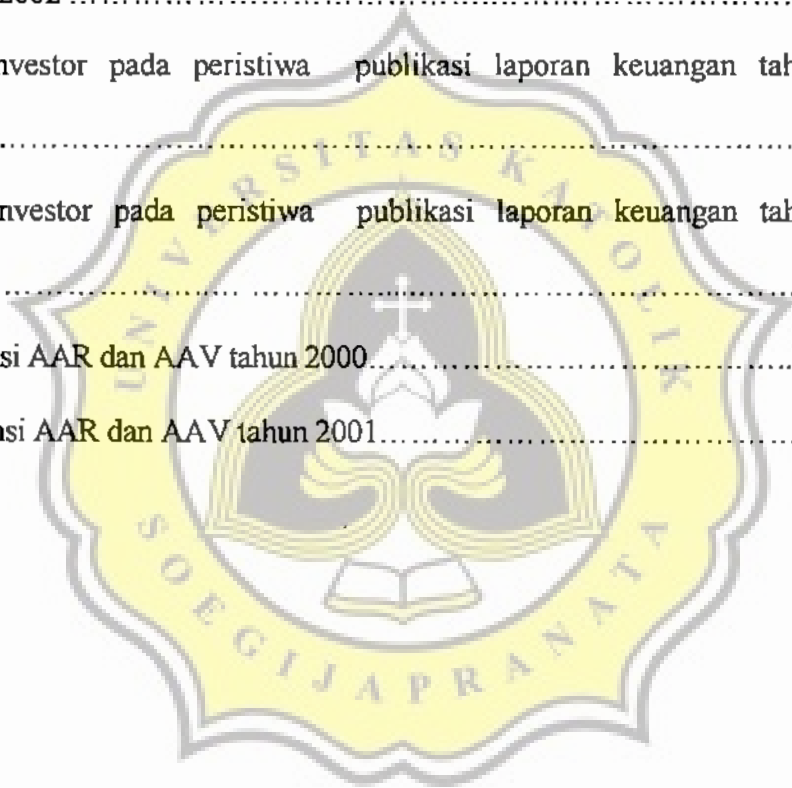 2002 ........................................
nvestor pada peristiwa publikasi laporan keuangan tah
........................................
nvestor pada peristiwa publikasi laporan keuangan tah
........................................
si AAR dan AAV tahun 2000........................................
asi AAR dan AAV tahun 2001........................................
UNIVERSITAS KATOLIK
SOEGIJAPRANATA